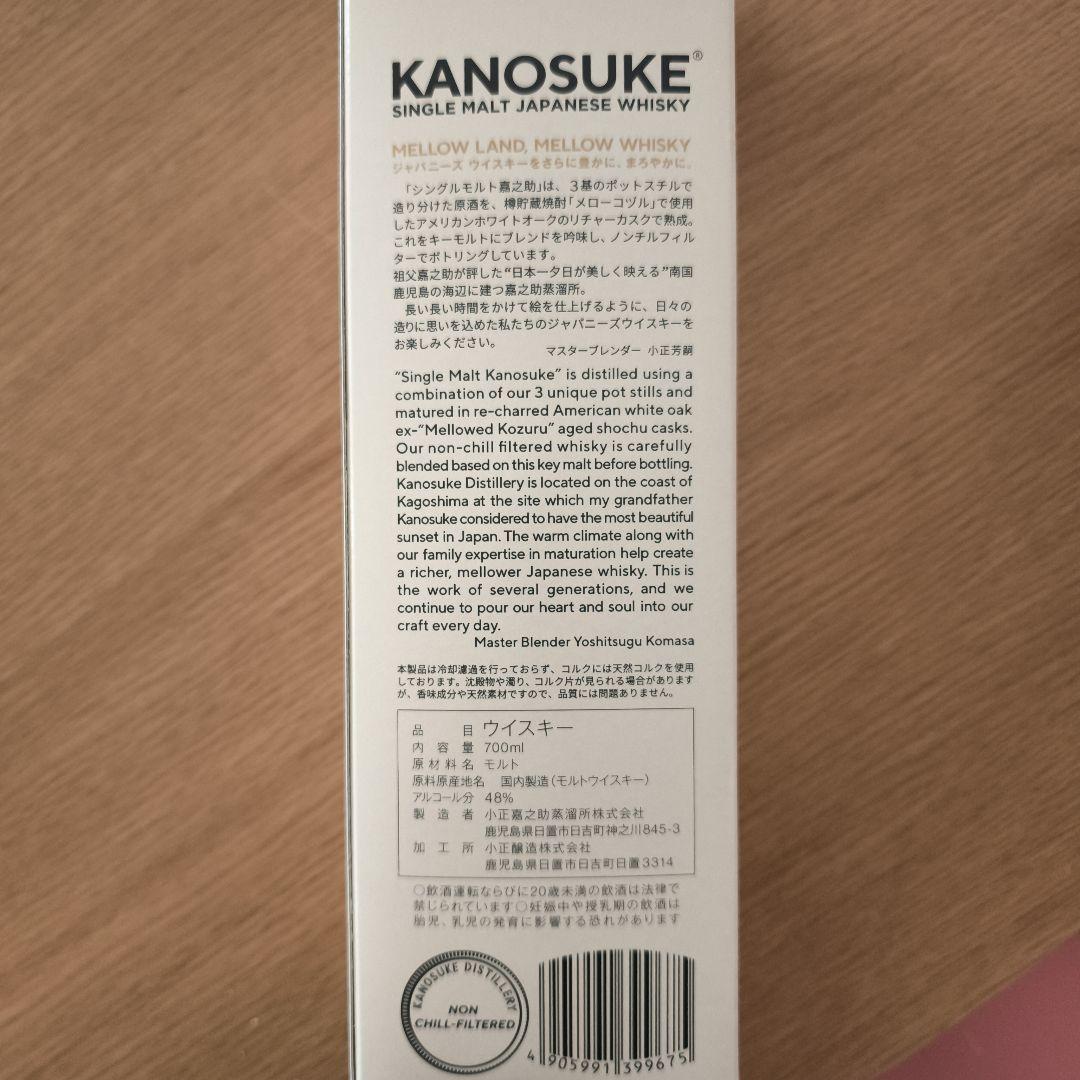 KANOSUKE®
SINGLE MALT JAPANESE WHISKY
MELLOW LAND, MELLOW WHISKY
ジャパニーズ ウイスキーをさらに豊かに、まろやかに。
「シングルモルト嘉之助」は、3基のポットスチルで
造り分けた原酒を、樽貯蔵焼酎「メローコヅル」で使用
したアメリカンホワイトオークのリチャーカスクで熟成。
これをキーモルトにブレンドを吟味し、ノンチルフィル
ターでボトリングしています。
祖父嘉之助が評した“日本一夕日が美しく映える”南国
鹿児島の海辺に建つ嘉之助蒸溜所。
長い長い時間をかけて絵を仕上げるように、日々の
造りに思いを込めた私たちのジャパニーズウイスキーを
お楽しみください。
マスターブレンダー 小正芳嗣
“Single Malt Kanosuke” is distilled using a
combination of our 3 unique pot stills and
matured in re-charred American white oak
ex-“Mellowed Kozuru” aged shochu casks.
Our non-chill filtered whisky is carefully
blended based on this key malt before bottling.
Kanosuke Distillery is located on the coast of
Kagoshima at the site which my grandfather
Kanosuke considered to have the most beautiful
sunset in Japan. The warm climate along with
our family expertise in maturation help create
a richer, mellower Japanese whisky. This is
the work of several generations, and we
continue to pour our heart and soul into our
craft every day.
Master Blender Yoshitsugu Komasa
本製品は冷却濾過を行っておらず、コルクには天然コルクを使用
しております。沈殿物や濁り、コルク片が見られる場合があります
が、香味成分や天然素材ですので、品質には問題ありません。
品目 ウイスキー
内容量 700ml
原材料名 モルト
原料原産地名 国内製造（モルトウイスキー）
アルコール分 48%
製造者 小正嘉之助蒸溜所株式会社
鹿児島県日置市日吉町神之川845-3
加工所 小正醸造株式会社
鹿児島県日置市日吉町日置3314
○飲酒運転ならびに20歳未満の飲酒は法律で
禁じられています○妊娠中や授乳期の飲酒は
胎児、乳児の発育に影響する恐れがあります
KANOSUKE DISTILLERY
NON
CHILL-FILTERED
4 905991 399675